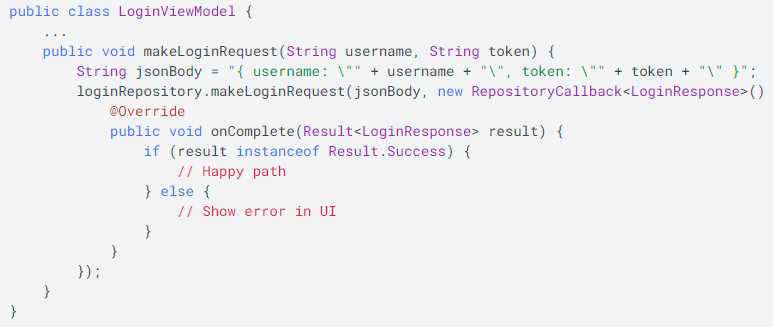 public class LoginViewModel {
    ...
    public void makeLoginRequest(String username, String token) {
        String jsonBody = "{ username: \"" + username + "\", token: \"" + token + "\" }";
        loginRepository.makeLoginRequest(jsonBody, new RepositoryCallback<LoginResponse>()
            @Override
            public void onComplete(Result<LoginResponse> result) {
                if (result instanceof Result.Success) {
                    // Happy path
                } else {
                    // Show error in UI
                }
            }
        });
    }
}